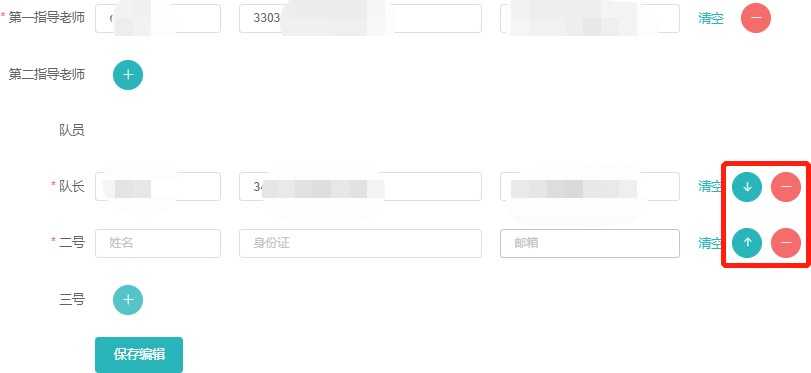 * 第一指导老师 3303 清空
第二指导老师
队员
* 队长 34 清空
* 二号 姓名 身份证 邮箱 清空
三号
保存编辑